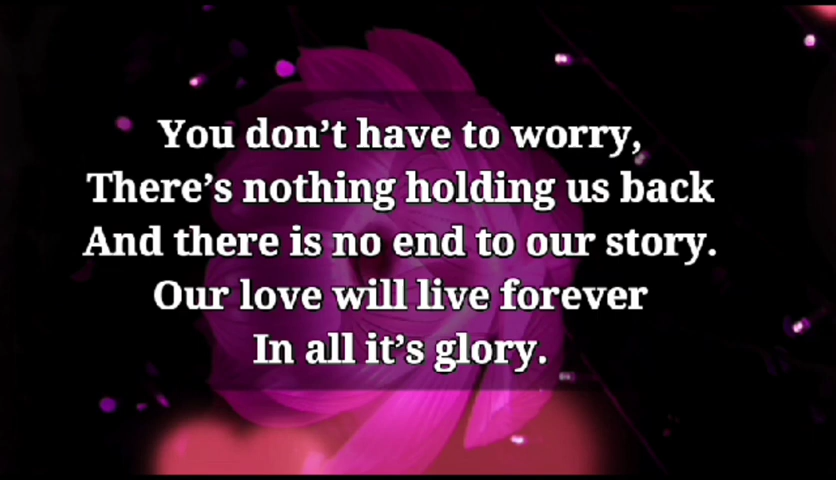 You don’t have to worry,
There’s nothing holding us back
And there is no end to our story.
Our love will live forever
In all it’s glory.